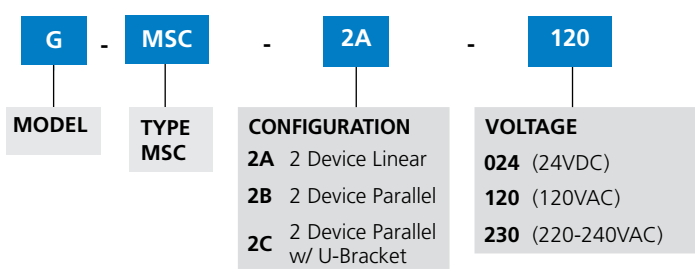 G - MSC - 2A - 120
MODEL
TYPE
MSC
CONFIGURATION
2A 2 Device Linear
2B 2 Device Parallel
2C 2 Device Parallel
w/ U-Bracket
VOLTAGE
024 (24VDC)
120 (120VAC)
230 (220-240VAC)